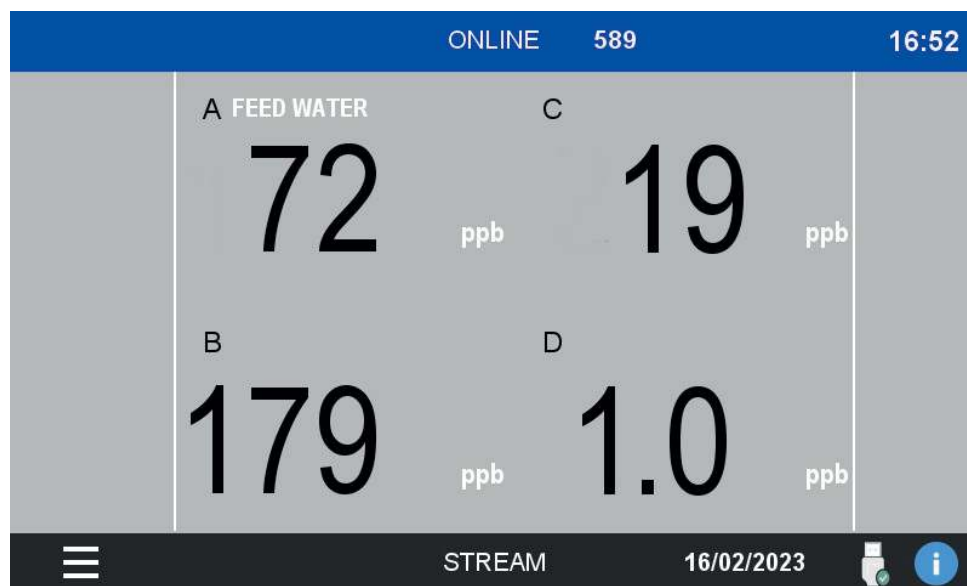 ONLINE 589 16:52
A FEED WATER C
72 ppb 19 ppb
B D
179 ppb 1.0 ppb
STREAM 16/02/2023